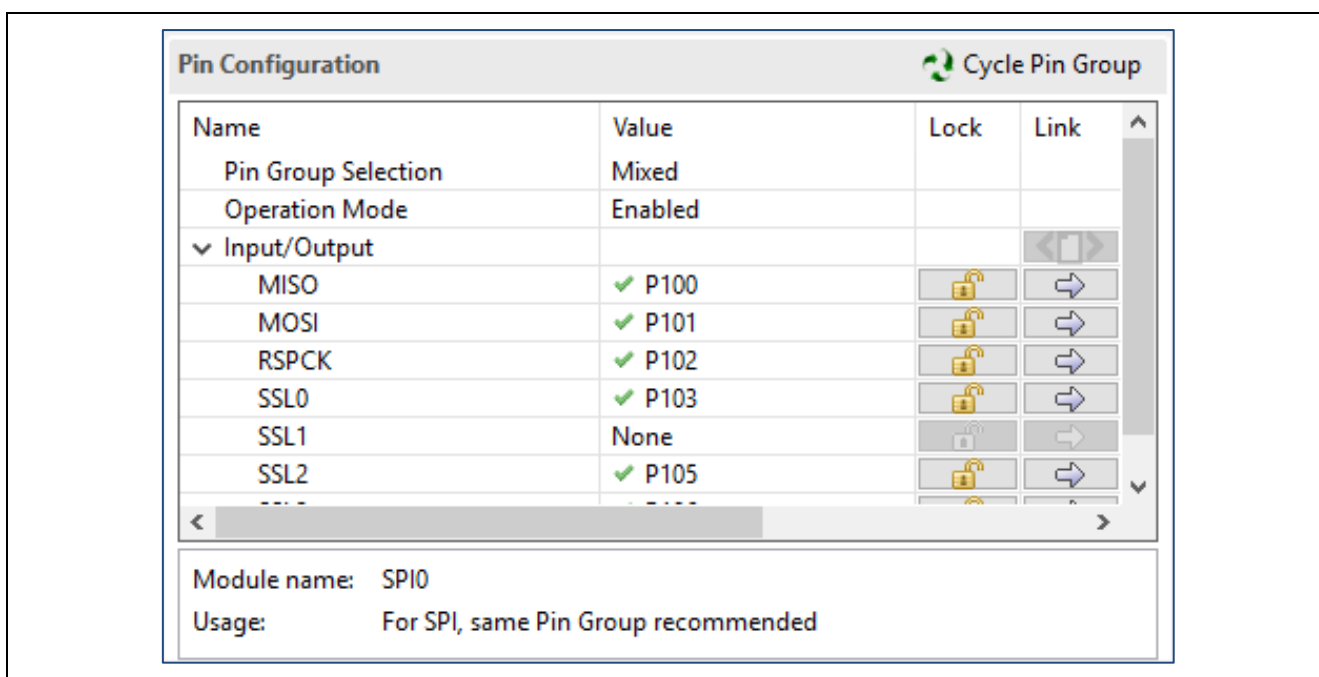 Pin Configuration Cycle Pin Group
Name Value Lock Link
Pin Group Selection Mixed
Operation Mode Enabled
Input/Output
MISO P100
MOSI P101
RSPCK P102
SSL0 P103
SSL1 None
SSL2 P105
Module name: SPI0
Usage: For SPI, same Pin Group recommended